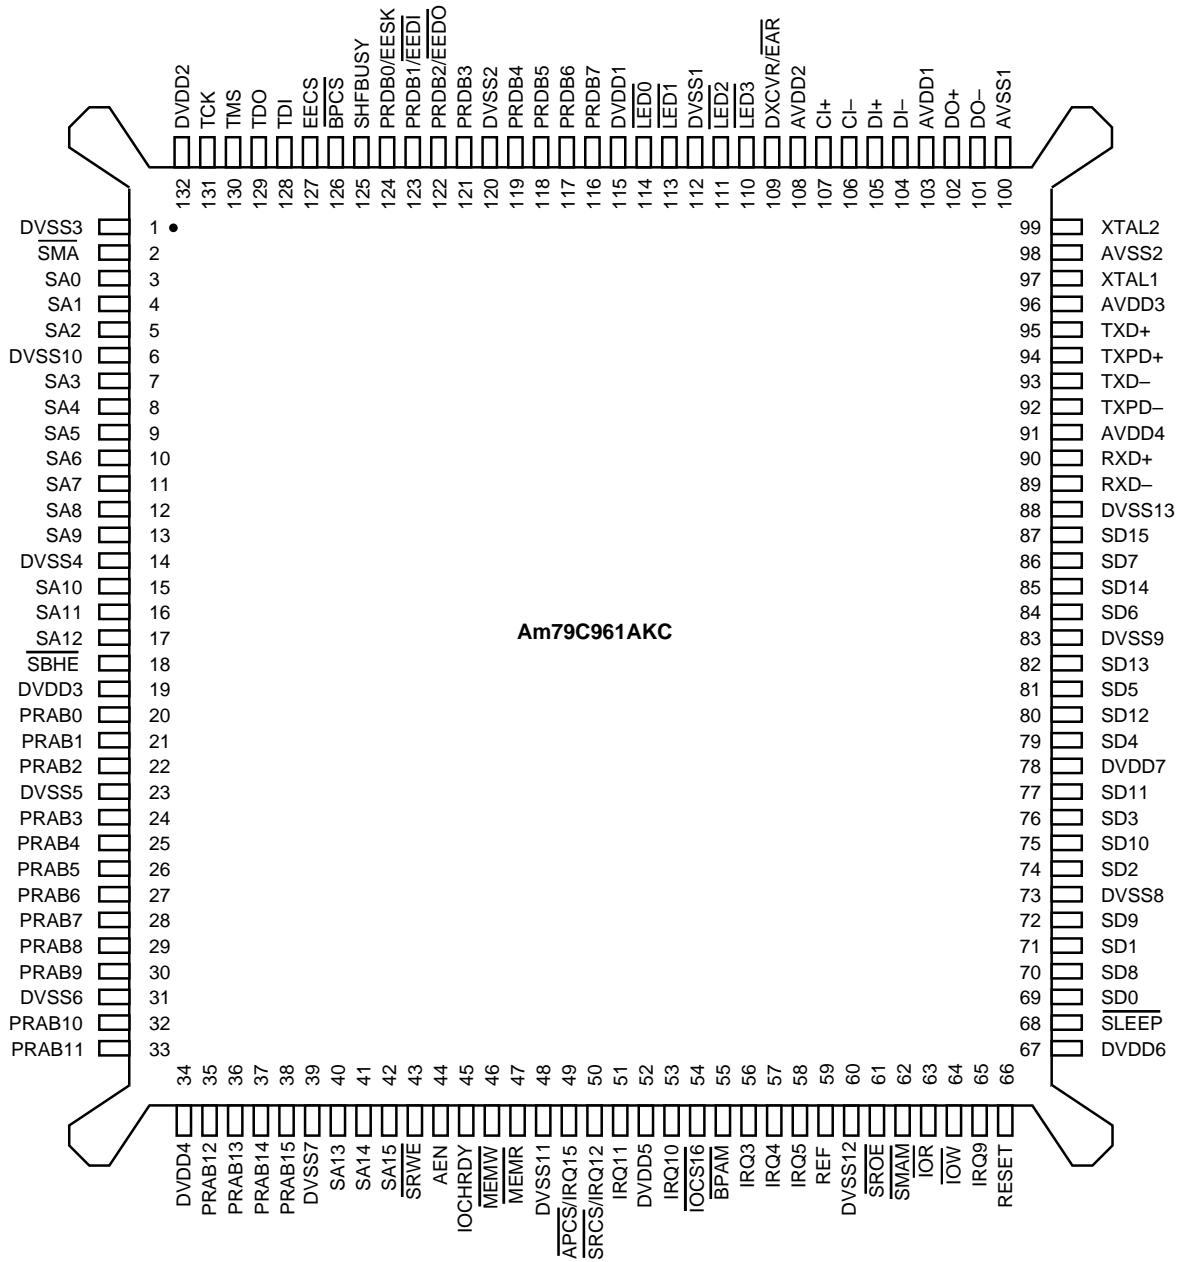 DVDD2
TCK
TMS
TDO
TDI
EECS
BPCS
SHFBUSY
PRDB0/EESK
PRDB1/EEDI
PRDB2/EEDO
PRDB3
DVSS2
PRDB4
PRDB5
PRDB6
PRDB7
DVDD1
LED0
LED1
DVSS1
LED2
LED3
DXCVR/EAR
AVDD2
CI+
CI–
DI+
DI–
AVDD1
DO+
DO–
AVSS1
132
131
130
129
128
127
126
125
124
123
122
121
120
119
118
117
116
115
114
113
112
111
110
109
108
107
106
105
104
103
102
101
100
DVSS3 1
SMA 2
SA0 3
SA1 4
SA2 5
DVSS10 6
SA3 7
SA4 8
SA5 9
SA6 10
SA7 11
SA8 12
SA9 13
DVSS4 14
SA10 15
SA11 16
SA12 17
SBHE 18
DVDD3 19
PRAB0 20
PRAB1 21
PRAB2 22
DVSS5 23
PRAB3 24
PRAB4 25
PRAB5 26
PRAB6 27
PRAB7 28
PRAB8 29
PRAB9 30
DVSS6 31
PRAB10 32
PRAB11 33
Am79C961AKC
99 XTAL2
98 AVSS2
97 XTAL1
96 AVDD3
95 TXD+
94 TXPD+
93 TXD–
92 TXPD–
91 AVDD4
90 RXD+
89 RXD–
88 DVSS13
87 SD15
86 SD7
85 SD14
84 SD6
83 DVSS9
82 SD13
81 SD5
80 SD12
79 SD4
78 DVDD7
77 SD11
76 SD3
75 SD10
74 SD2
73 DVSS8
72 SD9
71 SD1
70 SD8
69 SD0
68 SLEEP
67 DVDD6
34
35
36
37
38
39
40
41
42
43
44
45
46
47
48
49
50
51
52
53
54
55
56
57
58
59
60
61
62
63
64
65
66
DVDD4
PRAB12
PRAB13
PRAB14
PRAB15
DVSS7
SA13
SA14
SA15
SRWE
AEN
IOCHRDY
MEMW
MEMR
DVSS11
APCS/IRQ15
SRCS/IRQ12
IRQ11
DVDD5
IRQ10
IOCS16
BPAM
IRQ3
IRQ4
IRQ5
REF
DVSS12
SROE
SMAM
IOR
IOW
IRQ9
RESET